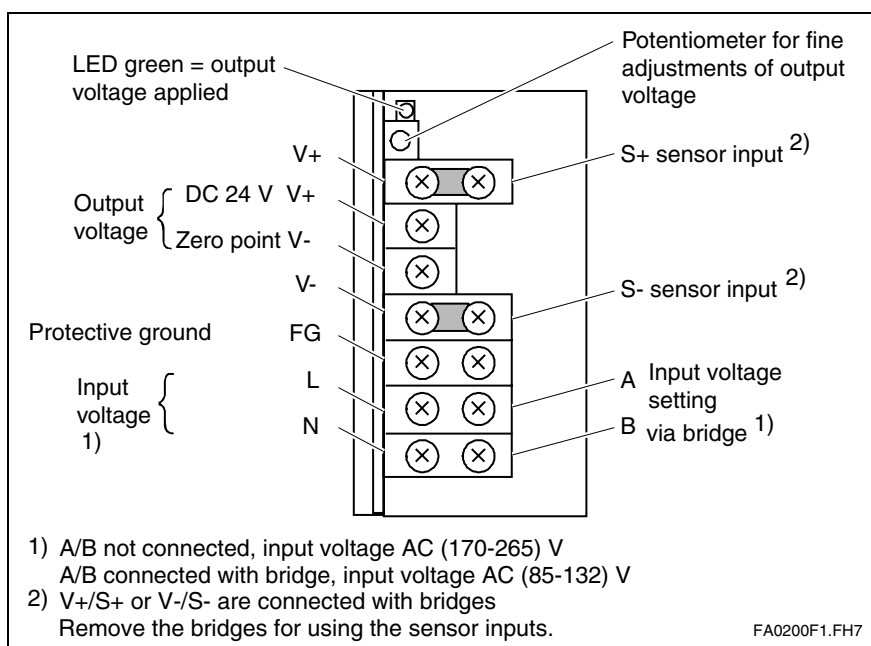 LED green = output
voltage applied
Potentiometer for fine
adjustments of output
voltage
V+
S+ sensor input 2)
Output
voltage
DC 24 V V+
Zero point V-
V-
S- sensor input 2)
Protective ground FG
Input
voltage
1)
L
N
A
B
Input voltage
setting
via bridge 1)
1) A/B not connected, input voltage AC (170-265) V
A/B connected with bridge, input voltage AC (85-132) V
2) V+/S+ or V-/S- are connected with bridges
Remove the bridges for using the sensor inputs.
FA0200F1.FH7